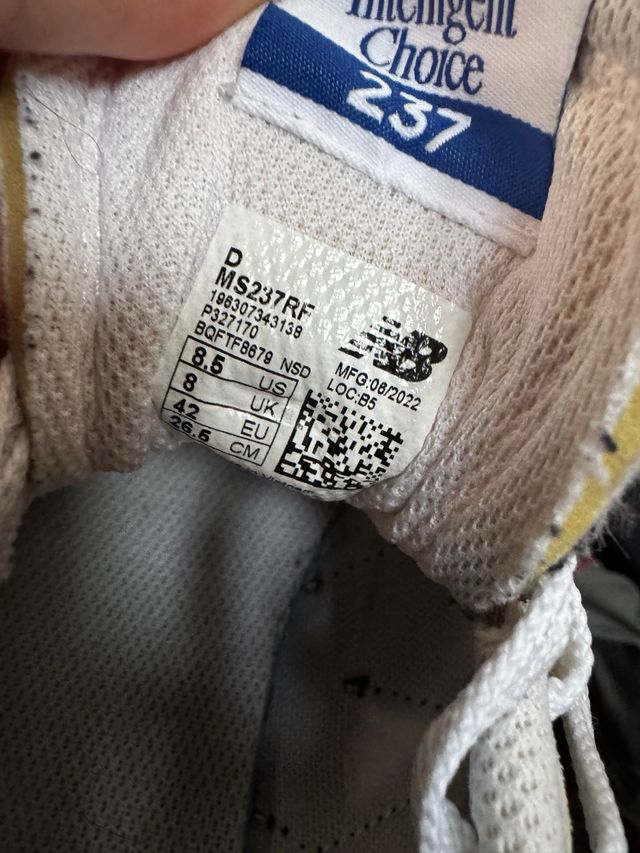 Intelligent
Choice
237
D
MS237RF
196307343138
P327170
BQFTF8679 NSD
8.5 US
8 UK
42 EU
26.5 CM
NB
MFG:06/2022
LOC:B5